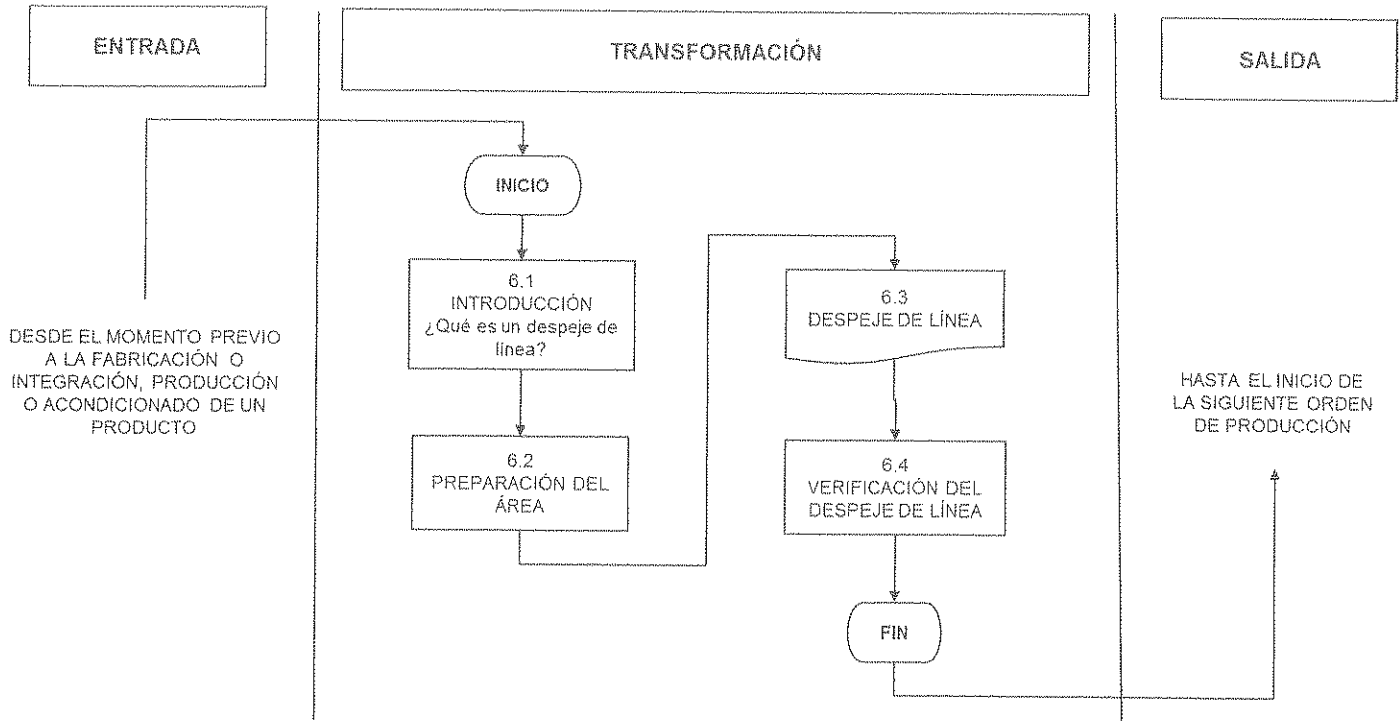 ENTRADA
TRANSFORMACIÓN
SALIDA
DESDE EL MOMENTO PREVIO
A LA FABRICACIÓN O
INTEGRACIÓN, PRODUCCIÓN
O ACONDICIONADO DE UN
PRODUCTO
INICIO
6.1
INTRODUCCIÓN
¿Qué es un despeje de
línea?
6.2
PREPARACIÓN DEL
ÁREA
6.3
DESPEJE DE LÍNEA
6.4
VERIFICACIÓN DEL
DESPEJE DE LÍNEA
FIN
HASTA EL INICIO DE
LA SIGUIENTE ORDEN
DE PRODUCCIÓN